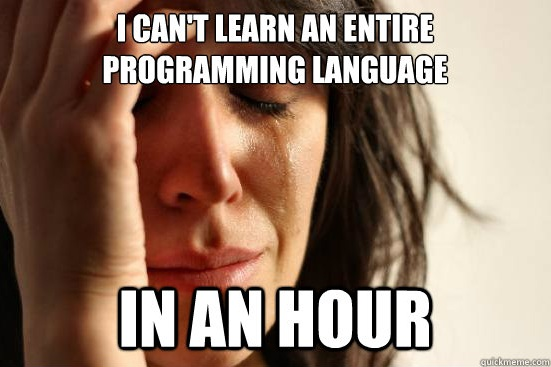 I CAN'T LEARN AN ENTIRE
PROGRAMMING LANGUAGE
IN AN HOUR
quickmeme.com